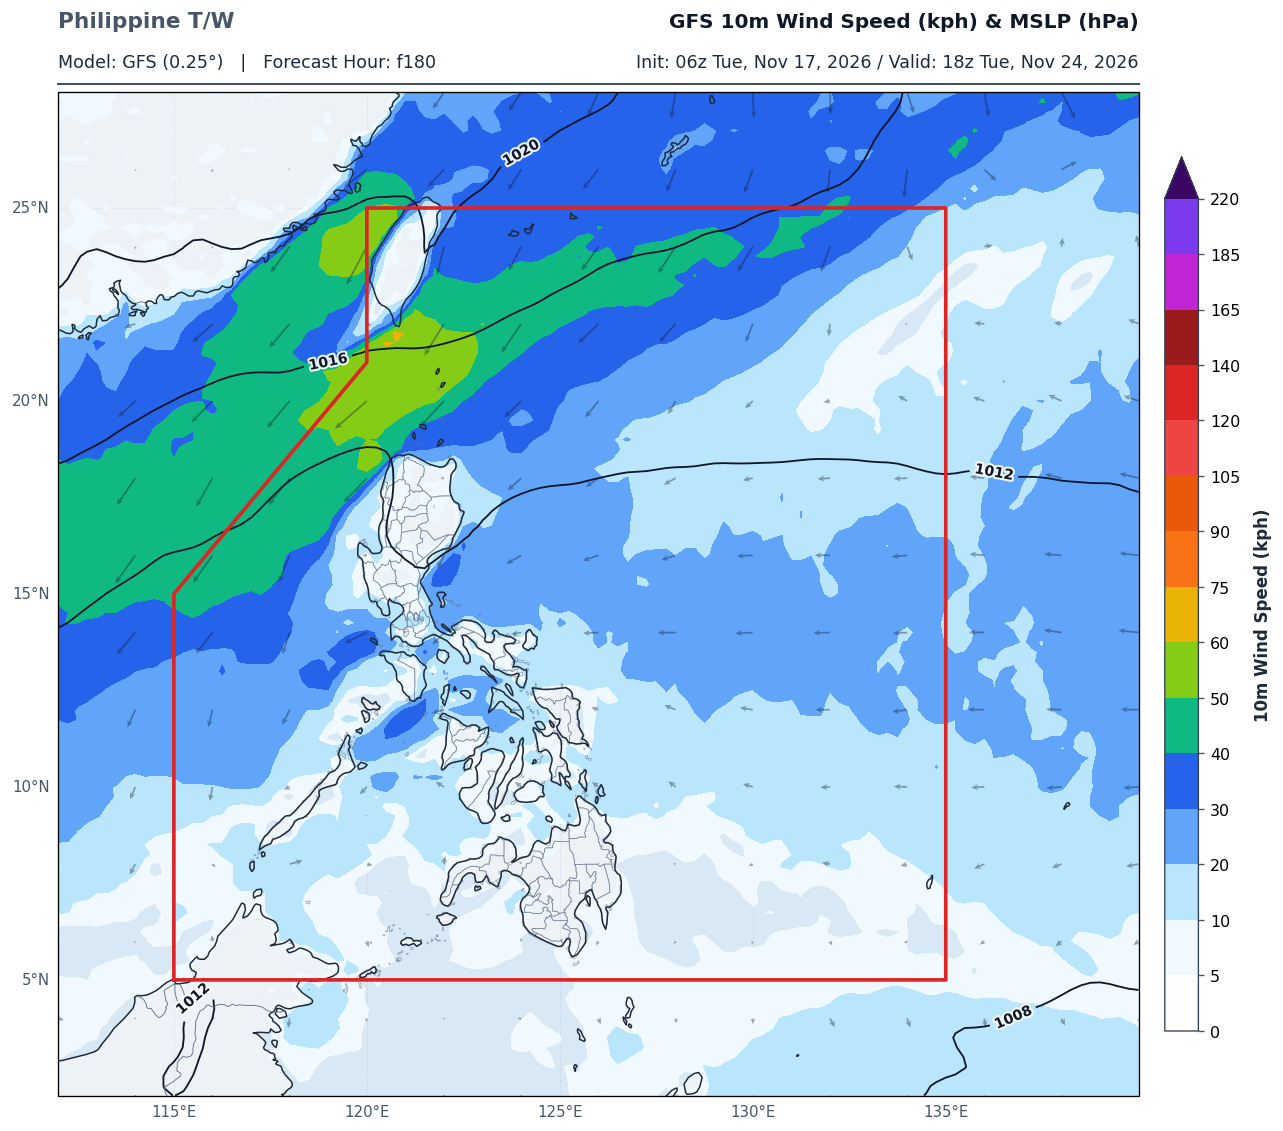 Philippine T/W
GFS 10m Wind Speed (kph) & MSLP (hPa)
Model: GFS (0.25°) | Forecast Hour: f180
Init: 06z Tue, Nov 17, 2026 / Valid: 18z Tue, Nov 24, 2026
1020
1016
1012
1012
1008
25°N
20°N
15°N
10°N
5°N
115°E
120°E
125°E
130°E
135°E
220
185
165
140
120
105
90
75
60
50
40
30
20
10
5
0
10m Wind Speed (kph)